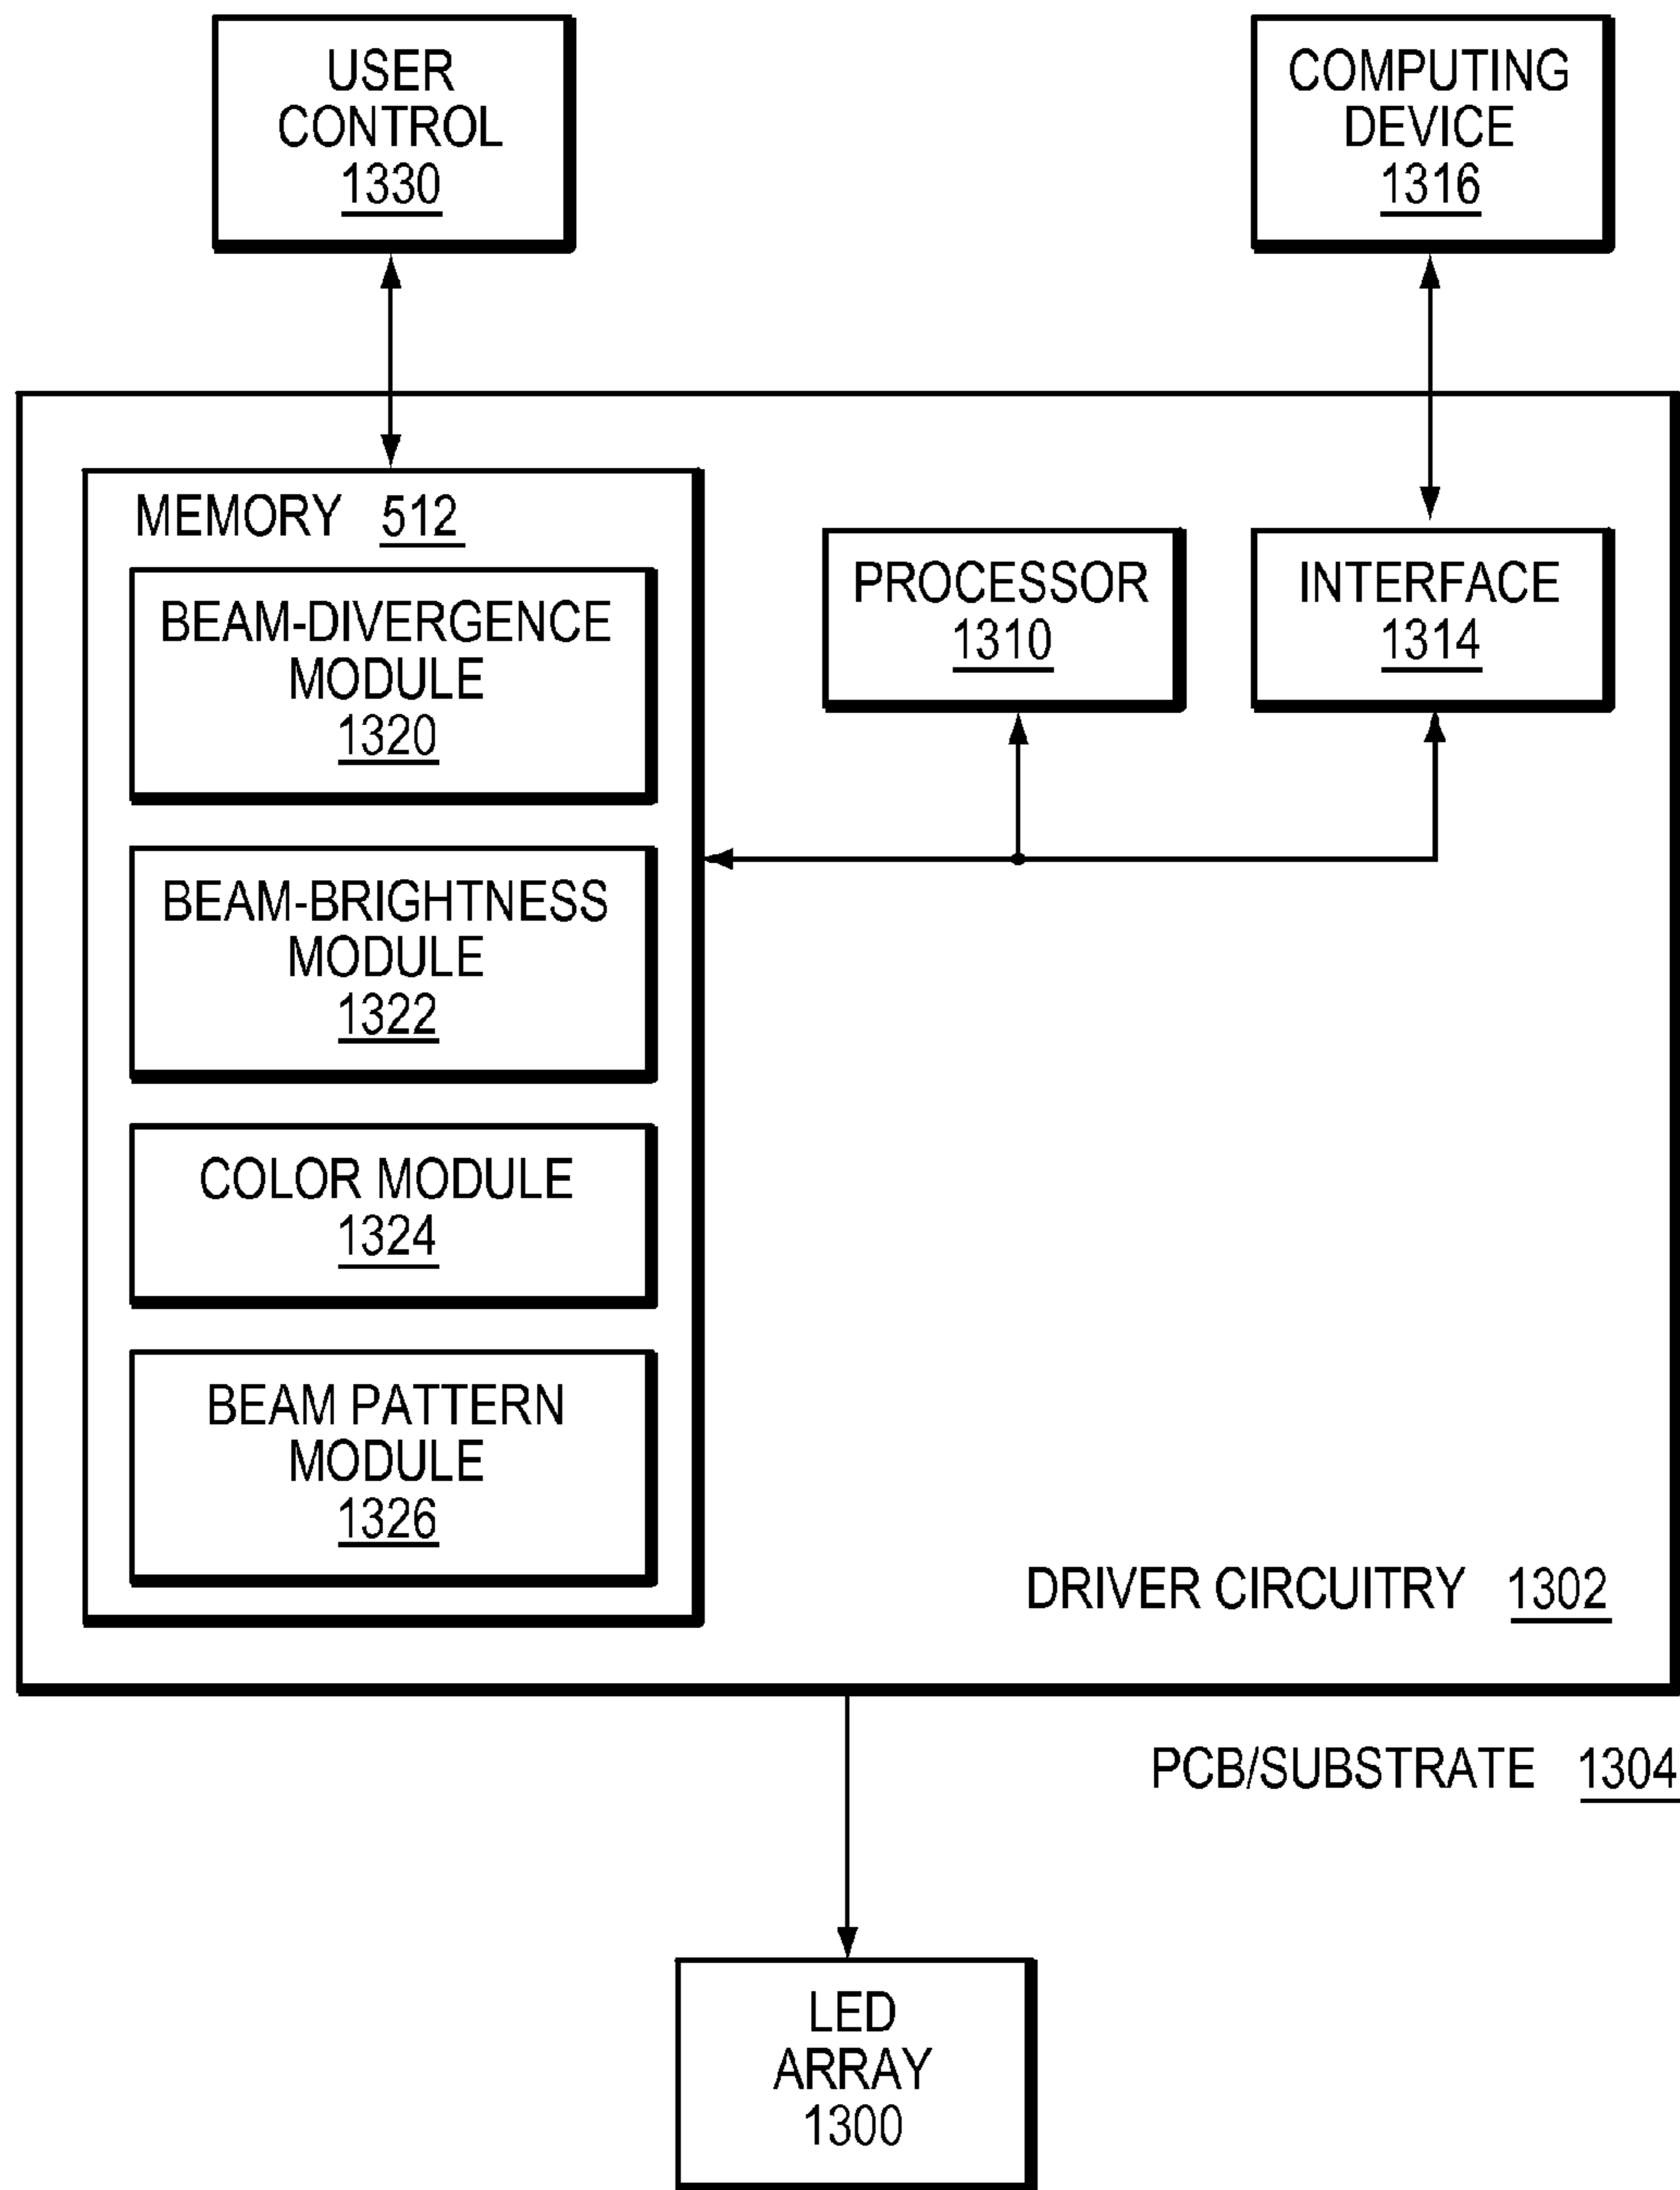 USER
CONTROL
1330
COMPUTING
DEVICE
1316
MEMORY 512
BEAM-DIVERGENCE
MODULE
1320
BEAM-BRIGHTNESS
MODULE
1322
COLOR MODULE
1324
BEAM PATTERN
MODULE
1326
PROCESSOR
1310
INTERFACE
1314
DRIVER CIRCUITRY 1302
PCB/SUBSTRATE 1304
LED
ARRAY
1300